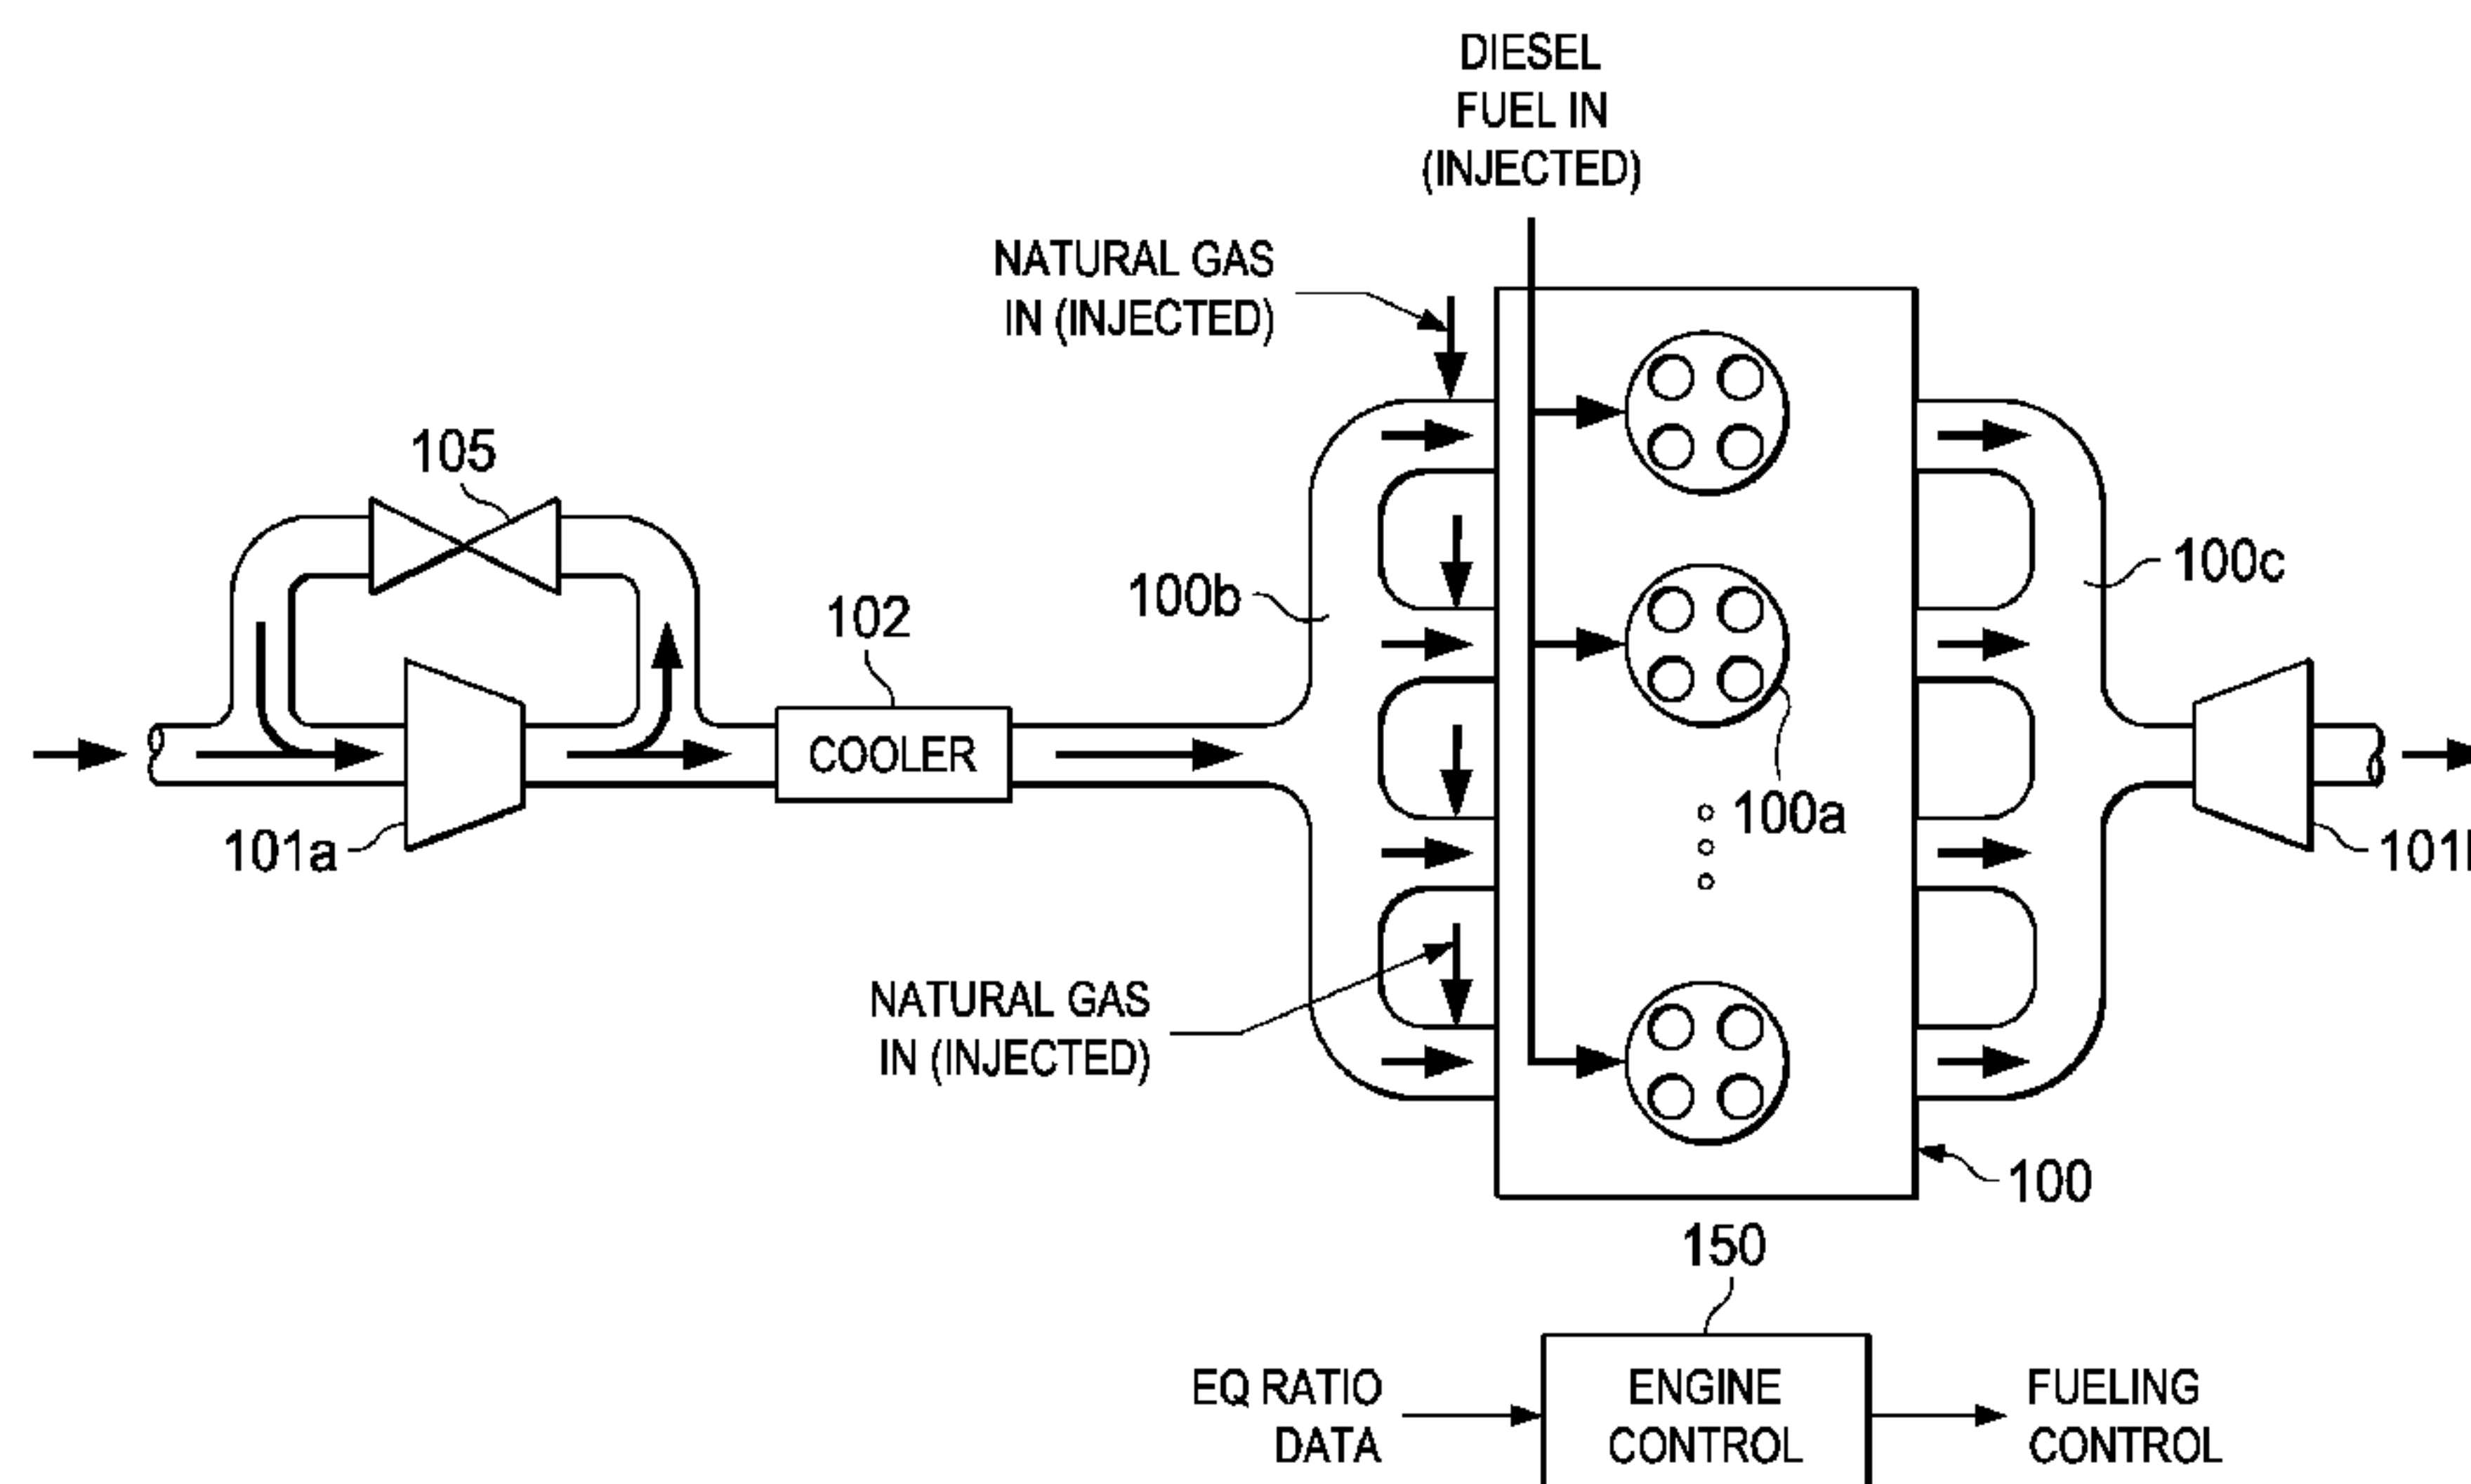 DIESEL
FUEL IN
(INJECTED)
NATURAL GAS
IN (INJECTED)
105
102
100b
100c
COOLER
101a
100a
NATURAL GAS
IN (INJECTED)
100
150
EQ RATIO
DATA
ENGINE
CONTROL
FUELING
CONTROL